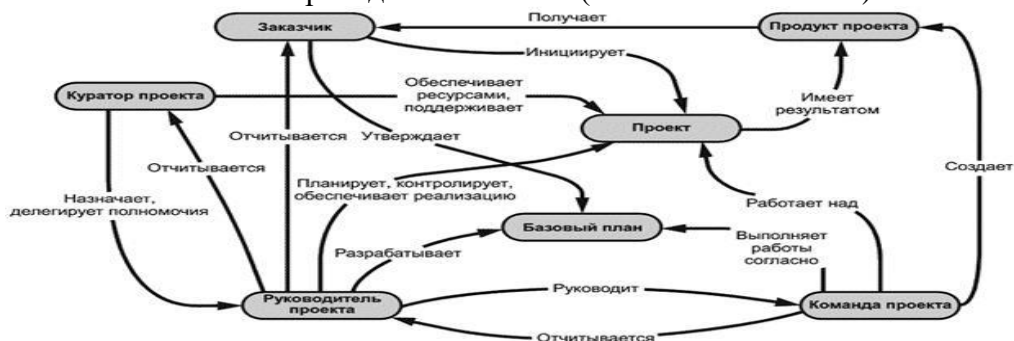 Получает
Заказчик
Продукт проекта
Инициирует
Обеспечивает
ресурсами,
поддерживает
Куратор проекта
Имеет
результатом
Проект
Отчитывается
Утверждает
Отчитывается
Создает
Планирует, контролирует,
обеспечивает реализацию
Назначает,
делегирует полномочия
Работает над
Базовый план
Выполняет
работы
согласно
Разрабатывает
Руководитель
проекта
Руководит
Команда проекта
Отчитывается